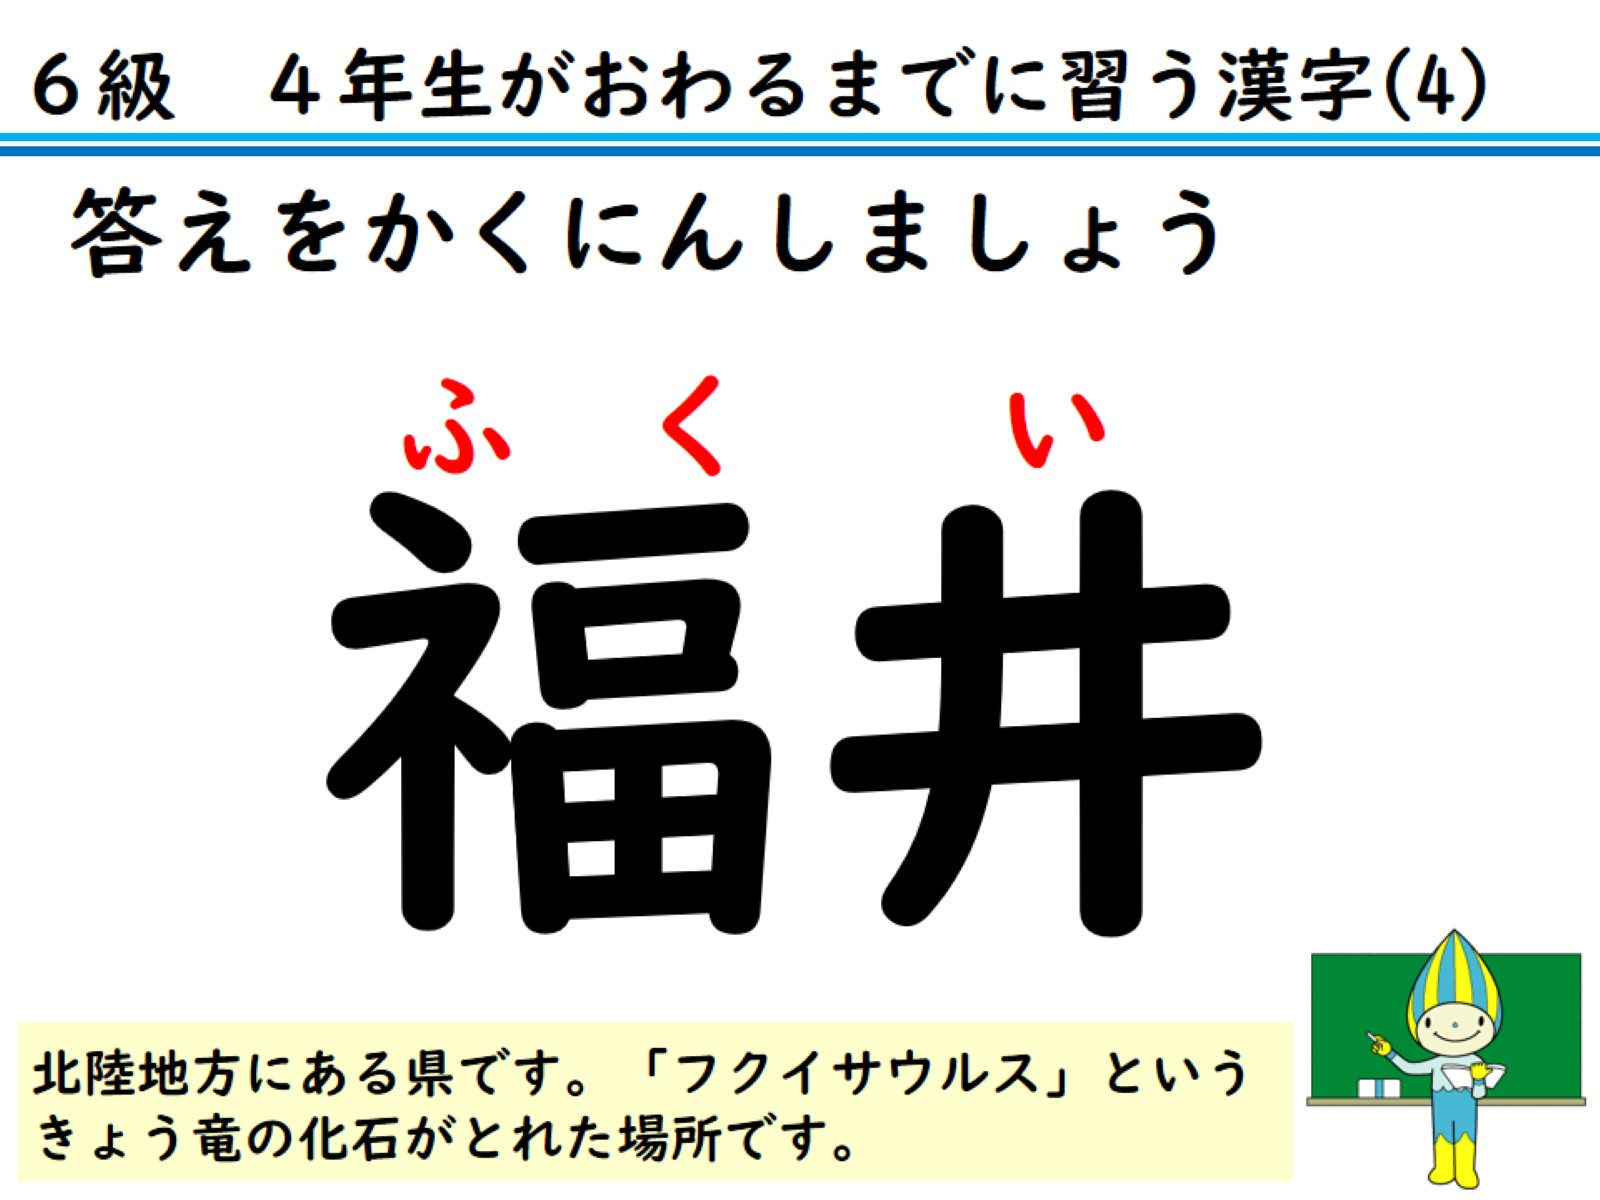 ６級　４年生がおわるまでに習う漢字(4)
答えをかくにんしましょう
ふくい
福井
北陸地方にある県です。「フクイサウルス」という
きょう竜の化石がとれた場所です。